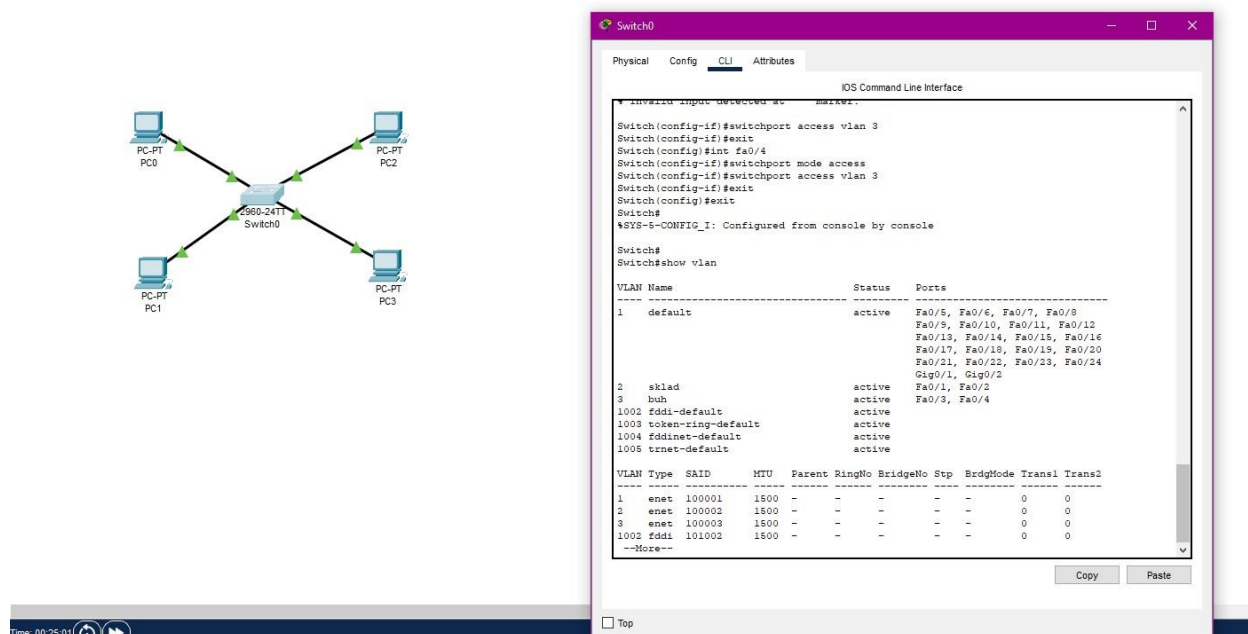 PC-PT
PC0
PC-PT
PC2
2960-24TT
Switch0
PC-PT
PC1
PC-PT
PC3
Time: 00:25:01
Switch0
Physical Config CLI Attributes
IOS Command Line Interface
% Invalid input detected at marker.
Switch(config-if)#switchport access vlan 3
Switch(config-if)#exit
Switch(config)#int fa0/4
Switch(config-if)#switchport mode access
Switch(config-if)#switchport access vlan 3
Switch(config-if)#exit
Switch(config)#exit
Switch#
%SYS-5-CONFIG_I: Configured from console by console
Switch#
Switch#show vlan
VLAN Name Status Ports
---- -------------------------------- --------- -------------------------------
1 default active Fa0/5, Fa0/6, Fa0/7, Fa0/8
Fa0/9, Fa0/10, Fa0/11, Fa0/12
Fa0/13, Fa0/14, Fa0/15, Fa0/16
Fa0/17, Fa0/18, Fa0/19, Fa0/20
Fa0/21, Fa0/22, Fa0/23, Fa0/24
Gig0/1, Gig0/2
2 sklad active Fa0/1, Fa0/2
3 buh active Fa0/3, Fa0/4
1002 fddi-default active
1003 token-ring-default active
1004 fddinet-default active
1005 trnet-default active
VLAN Type SAID MTU Parent RingNo BridgeNo Stp BrdgMode Trans1 Trans2
---- ----- ---------- ----- ------ ------ -------- ---- -------- ------ ------
1 enet 100001 1500 - - - - - 0 0
2 enet 100002 1500 - - - - - 0 0
3 enet 100003 1500 - - - - - 0 0
1002 fddi 101002 1500 - - - - - 0 0
--More--
Copy Paste
Top